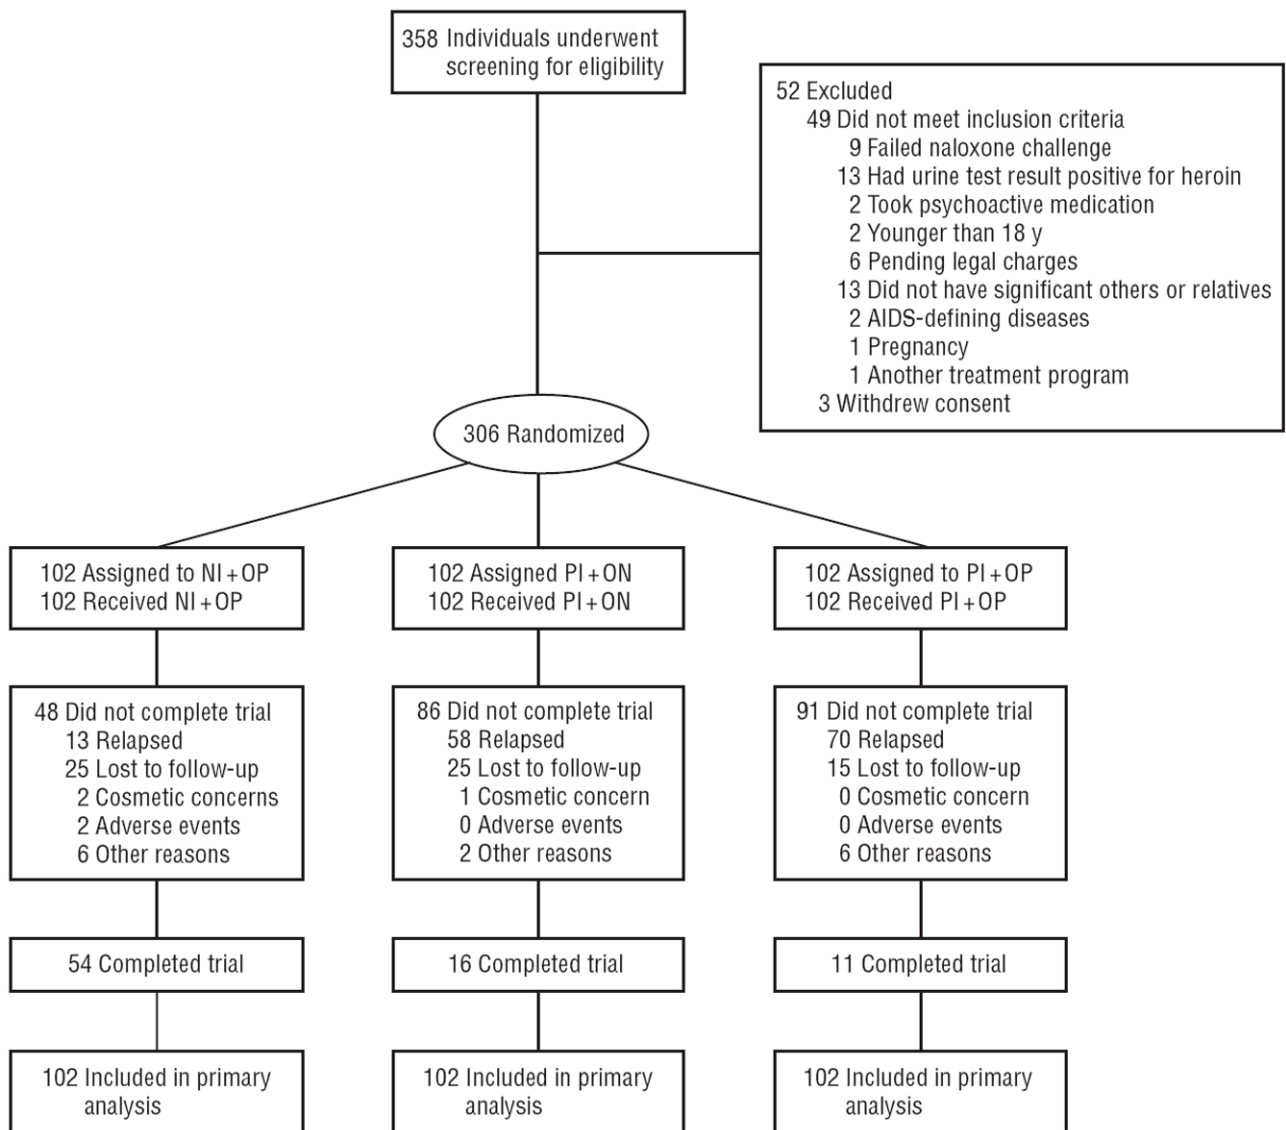 358 Individuals underwent
screening for eligibility
52 Excluded
49 Did not meet inclusion criteria
9 Failed naloxone challenge
13 Had urine test result positive for heroin
2 Took psychoactive medication
2 Younger than 18 y
6 Pending legal charges
13 Did not have significant others or relatives
2 AIDS-defining diseases
1 Pregnancy
1 Another treatment program
3 Withdrew consent
306 Randomized
102 Assigned to NI + OP
102 Received NI + OP
102 Assigned PI + ON
102 Received PI + ON
102 Assigned to PI + OP
102 Received PI + OP
48 Did not complete trial
13 Relapsed
25 Lost to follow-up
2 Cosmetic concerns
2 Adverse events
6 Other reasons
86 Did not complete trial
58 Relapsed
25 Lost to follow-up
1 Cosmetic concern
0 Adverse events
2 Other reasons
91 Did not complete trial
70 Relapsed
15 Lost to follow-up
0 Cosmetic concern
0 Adverse events
6 Other reasons
54 Completed trial
16 Completed trial
11 Completed trial
102 Included in primary
analysis
102 Included in primary
analysis
102 Included in primary
analysis